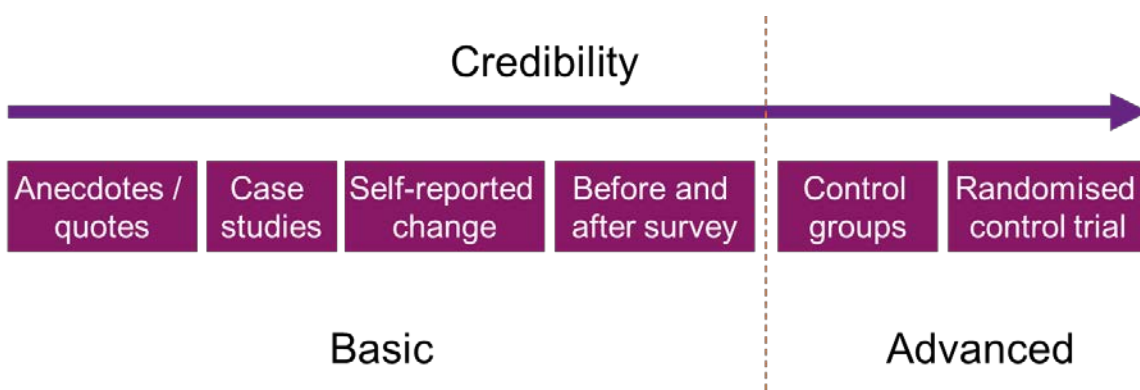 Credibility
Anecdotes /
quotes
Case
studies
Self-reported
change
Before and
after survey
Control
groups
Randomised
control trial
Basic
Advanced